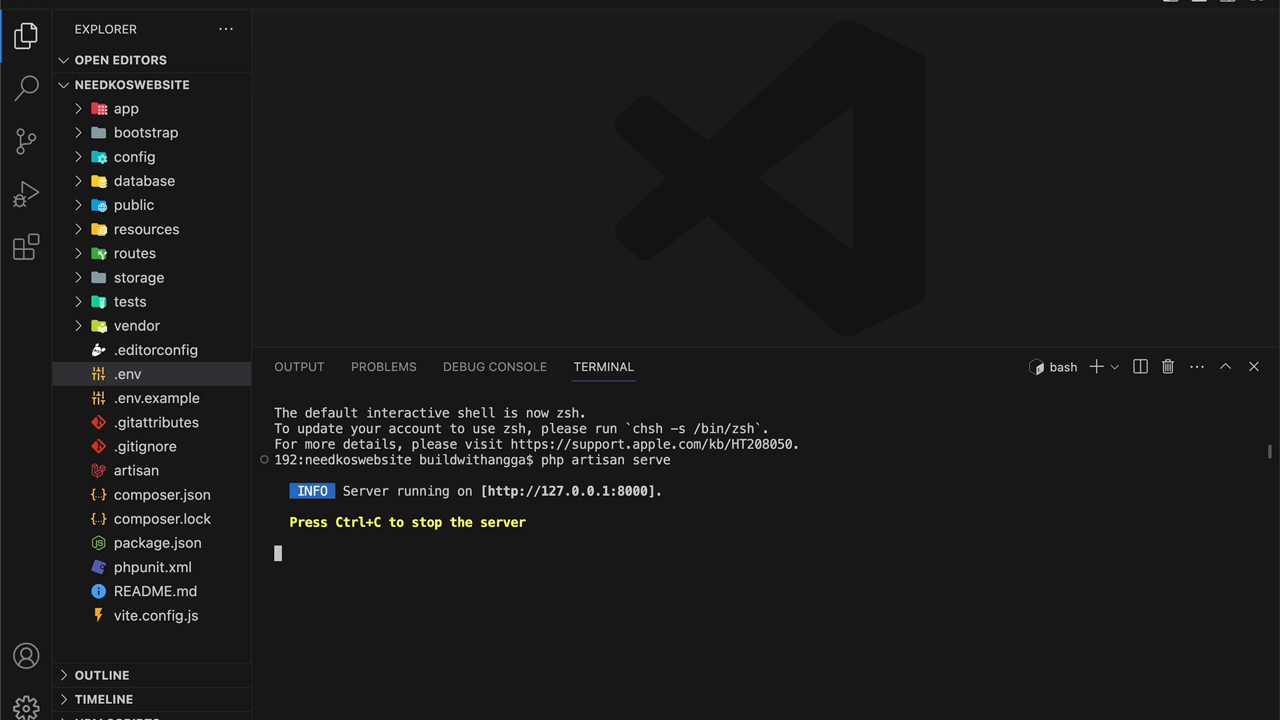 EXPLORER
OPEN EDITORS
NEEDKOSWEBSITE
app
bootstrap
config
database
public
resources
routes
storage
tests
vendor
.editorconfig
.env
.env.example
.gitattributes
.gitignore
artisan
composer.json
composer.lock
package.json
phpunit.xml
README.md
vite.config.js
OUTLINE
TIMELINE
OUTPUT PROBLEMS DEBUG CONSOLE TERMINAL bash
The default interactive shell is now zsh.
To update your account to use zsh, please run `chsh -s /bin/zsh`.
For more details, please visit https://support.apple.com/kb/HT208050.
192:needkoswebsite buildwithangga$ php artisan serve
INFO Server running on [http://127.0.0.1:8000].
Press Ctrl+C to stop the server